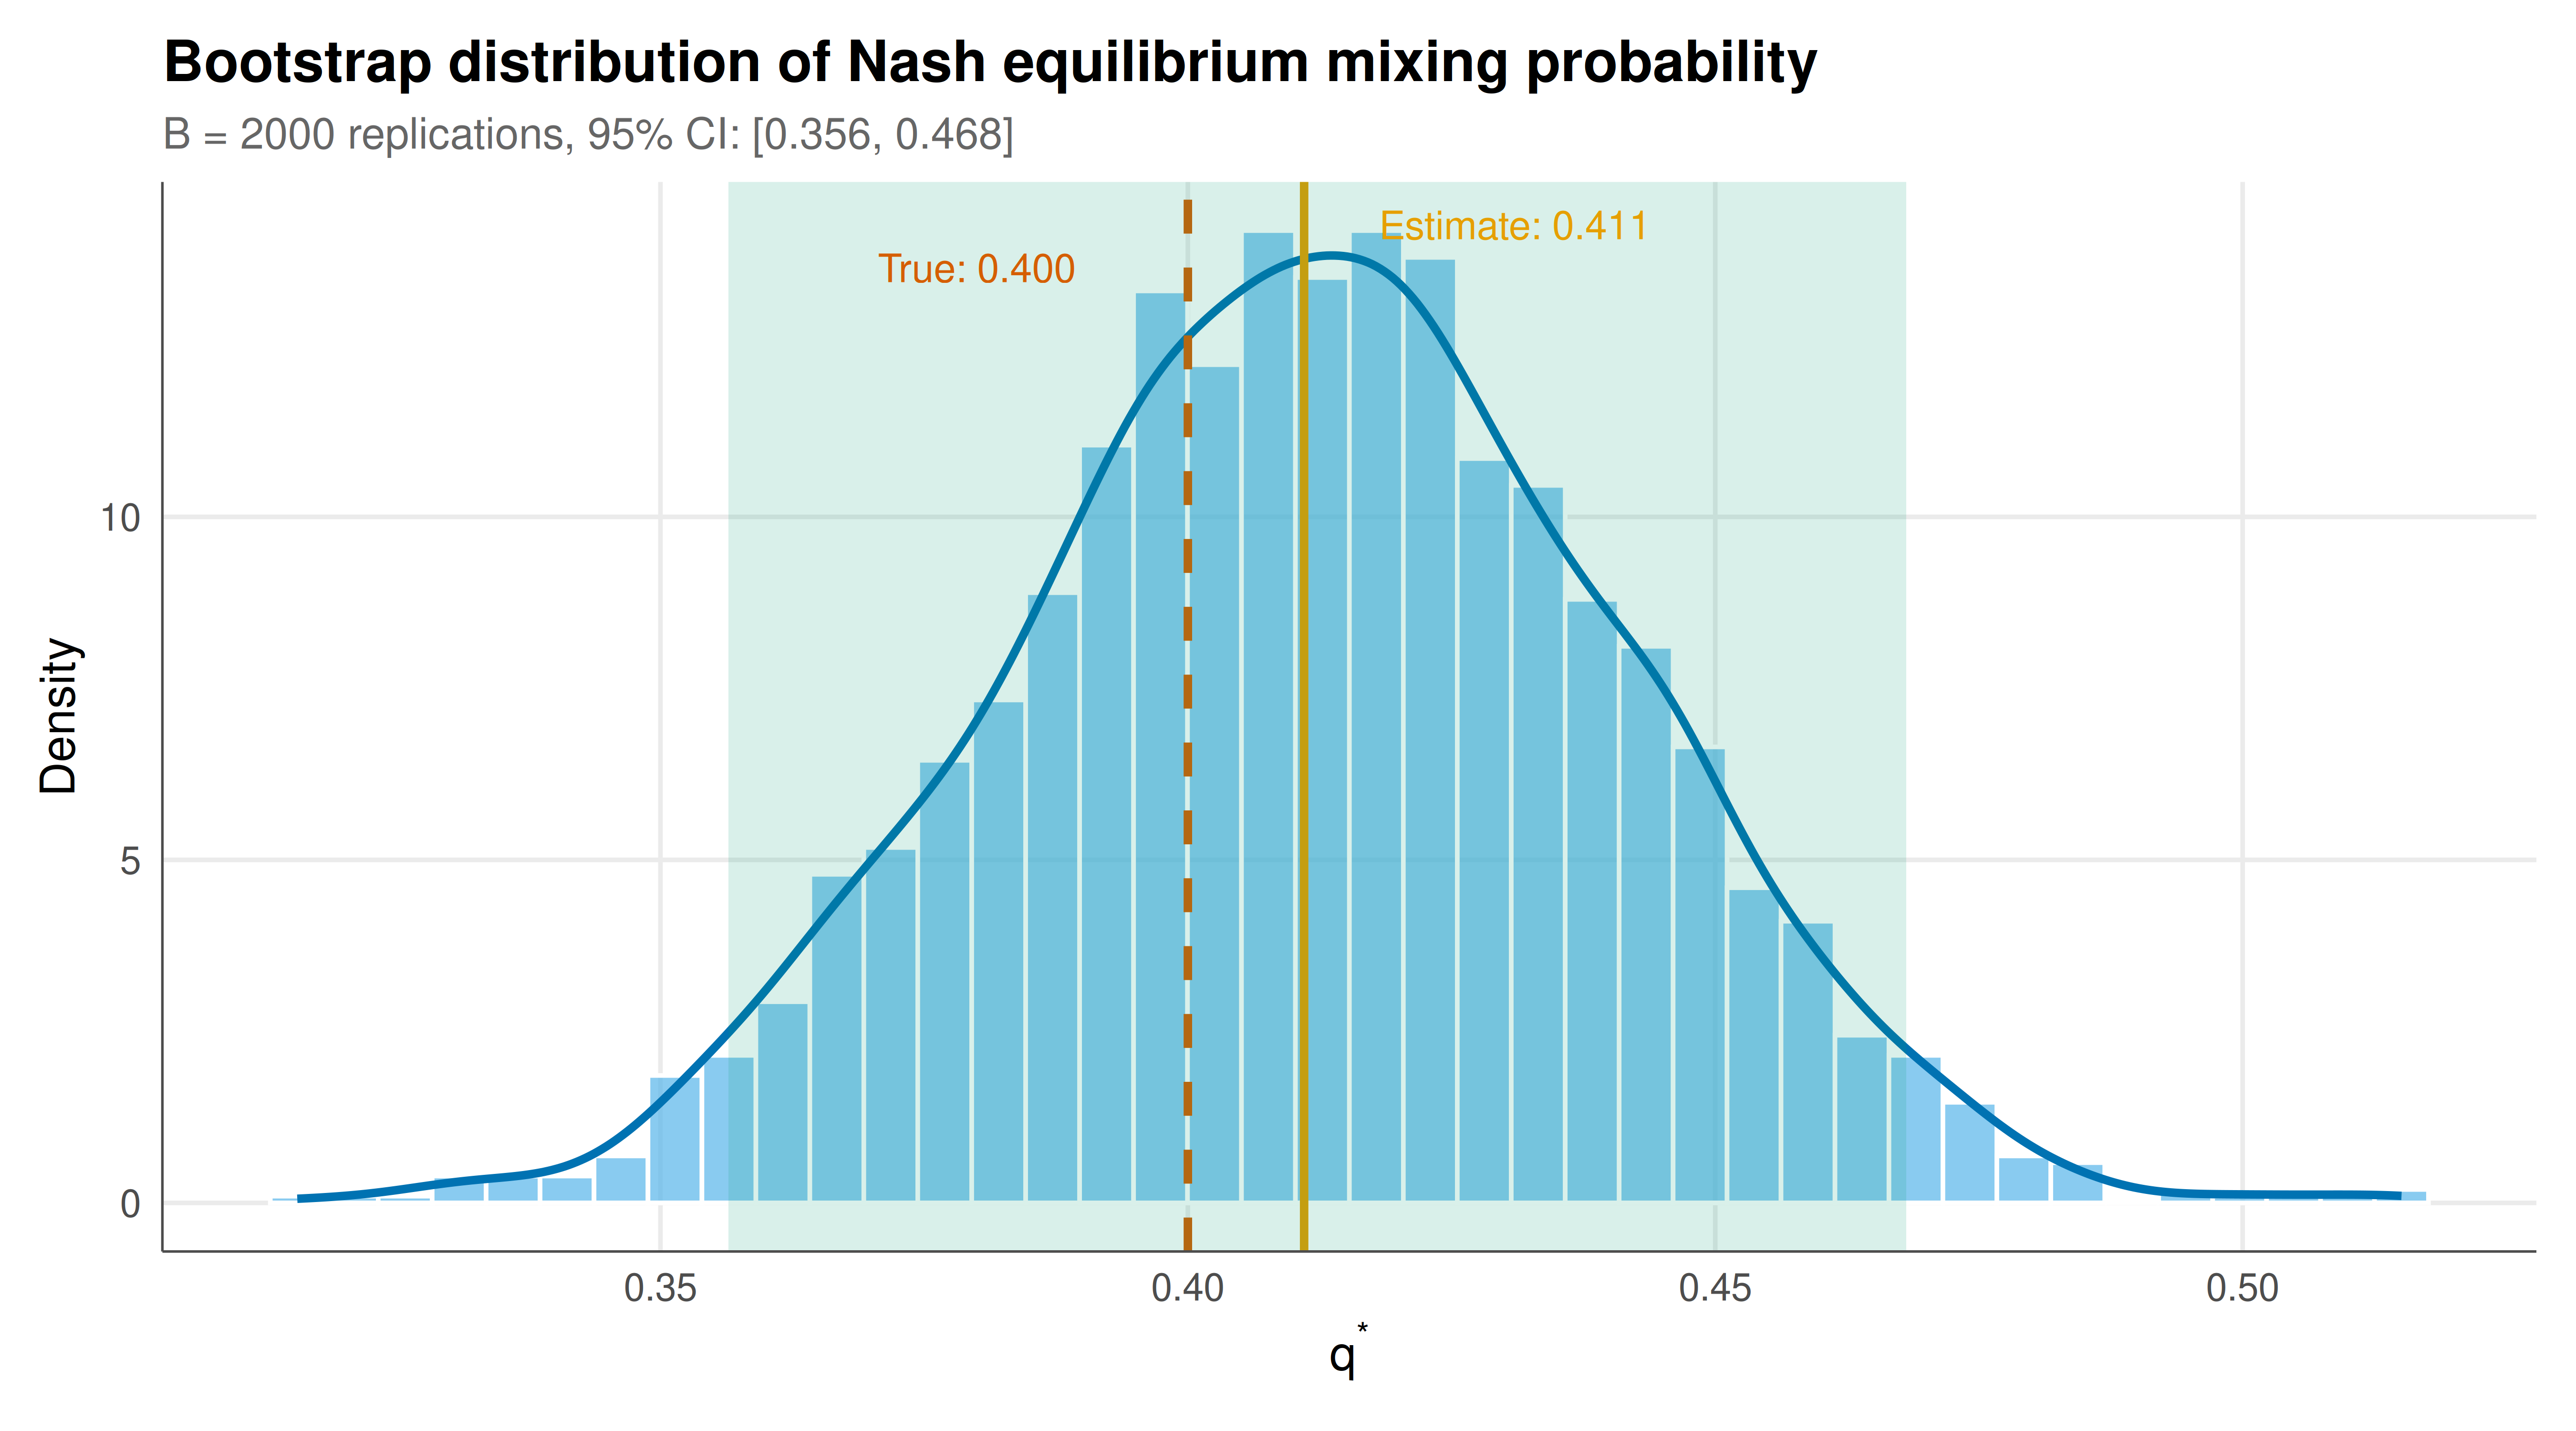 Bootstrap distribution of Nash equilibrium mixing probability
B = 2000 replications, 95% CI: [0.356, 0.468]
Estimate: 0.411
True: 0.400
10
5
0
Density
0.35 0.40 0.45 0.50
q*